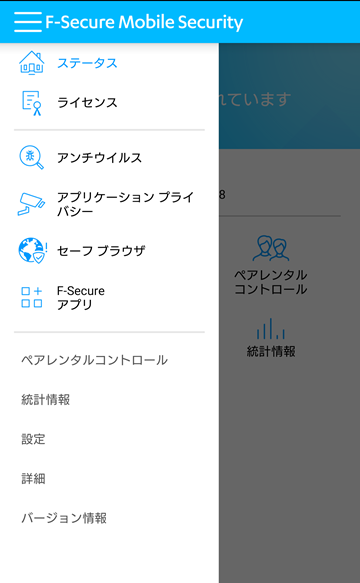 F-Secure Mobile Security
ステータス
ライセンス
れています
アンチウイルス
アプリケーション プライ
バシー
8
セーフ ブラウザ
ペアレンタル
コントロール
F-Secure
アプリ
統計情報
ペアレンタルコントロール
統計情報
設定
詳細
バージョン情報